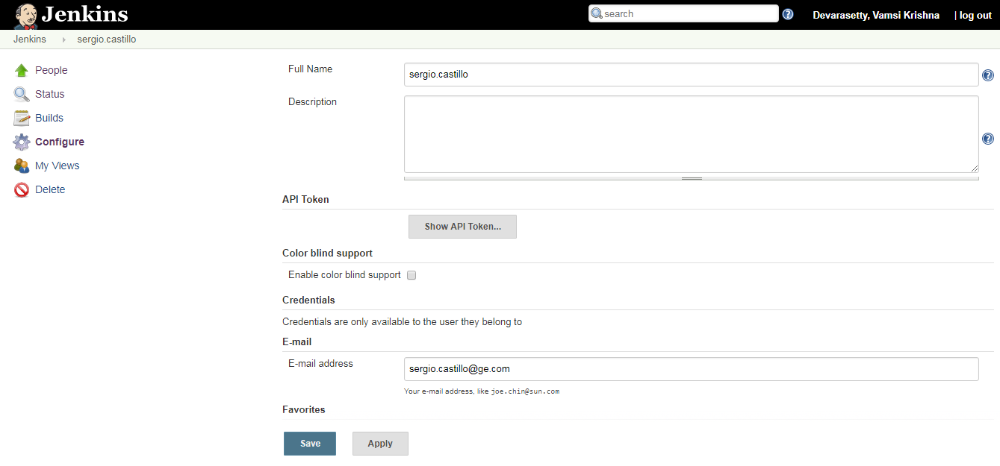 Jenkins
search
Devarasetty, Vamsi Krishna | log out
Jenkins sergio.castillo
People
Status
Builds
Configure
My Views
Delete
Full Name
sergio.castillo
Description
API Token
Show API Token...
Color blind support
Enable color blind support
Credentials
Credentials are only available to the user they belong to
E-mail
E-mail address
sergio.castillo@ge.com
Your e-mail address, like joe.chin@sun.com
Favorites
Save
Apply